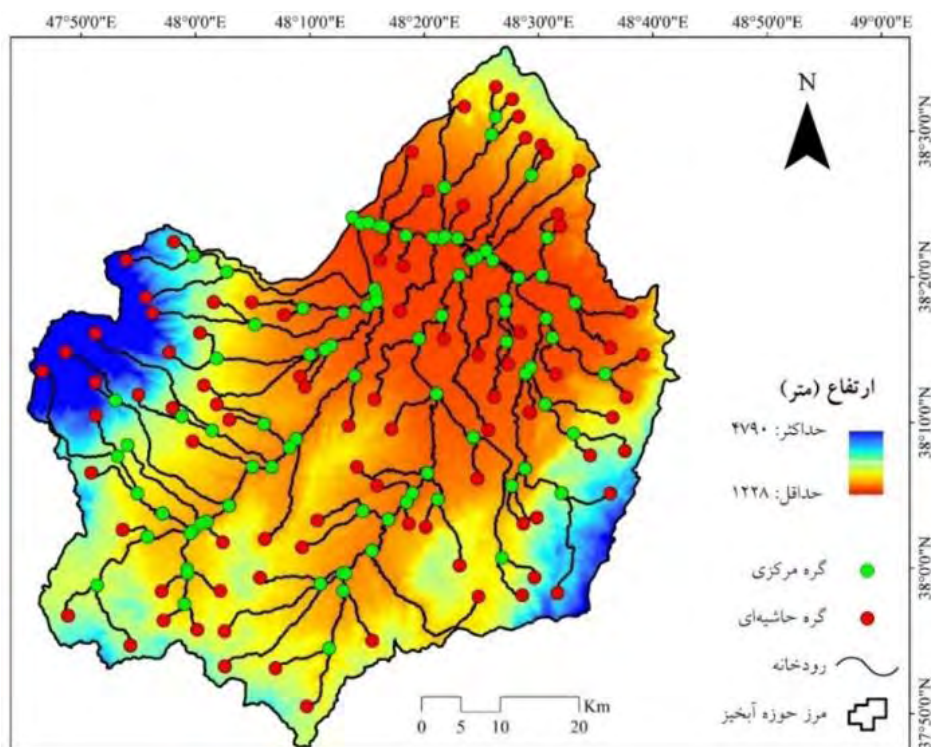 47°50'0"E 48°0'0"E 48°10'0"E 48°20'0"E 48°30'0"E 48°40'0"E 48°50'0"E 49°0'0"E
38°30'0"N
38°20'0"N
38°10'0"N
38°0'0"N
37°50'0"N
N
ارتفاع (متر)
حداکثر: ۴۷۹۰
حداقل: ۱۲۲۸
گره مرکزی
گره حاشیه‌ای
رودخانه
مرز حوزه آبخیز
Km
0 5 10 20